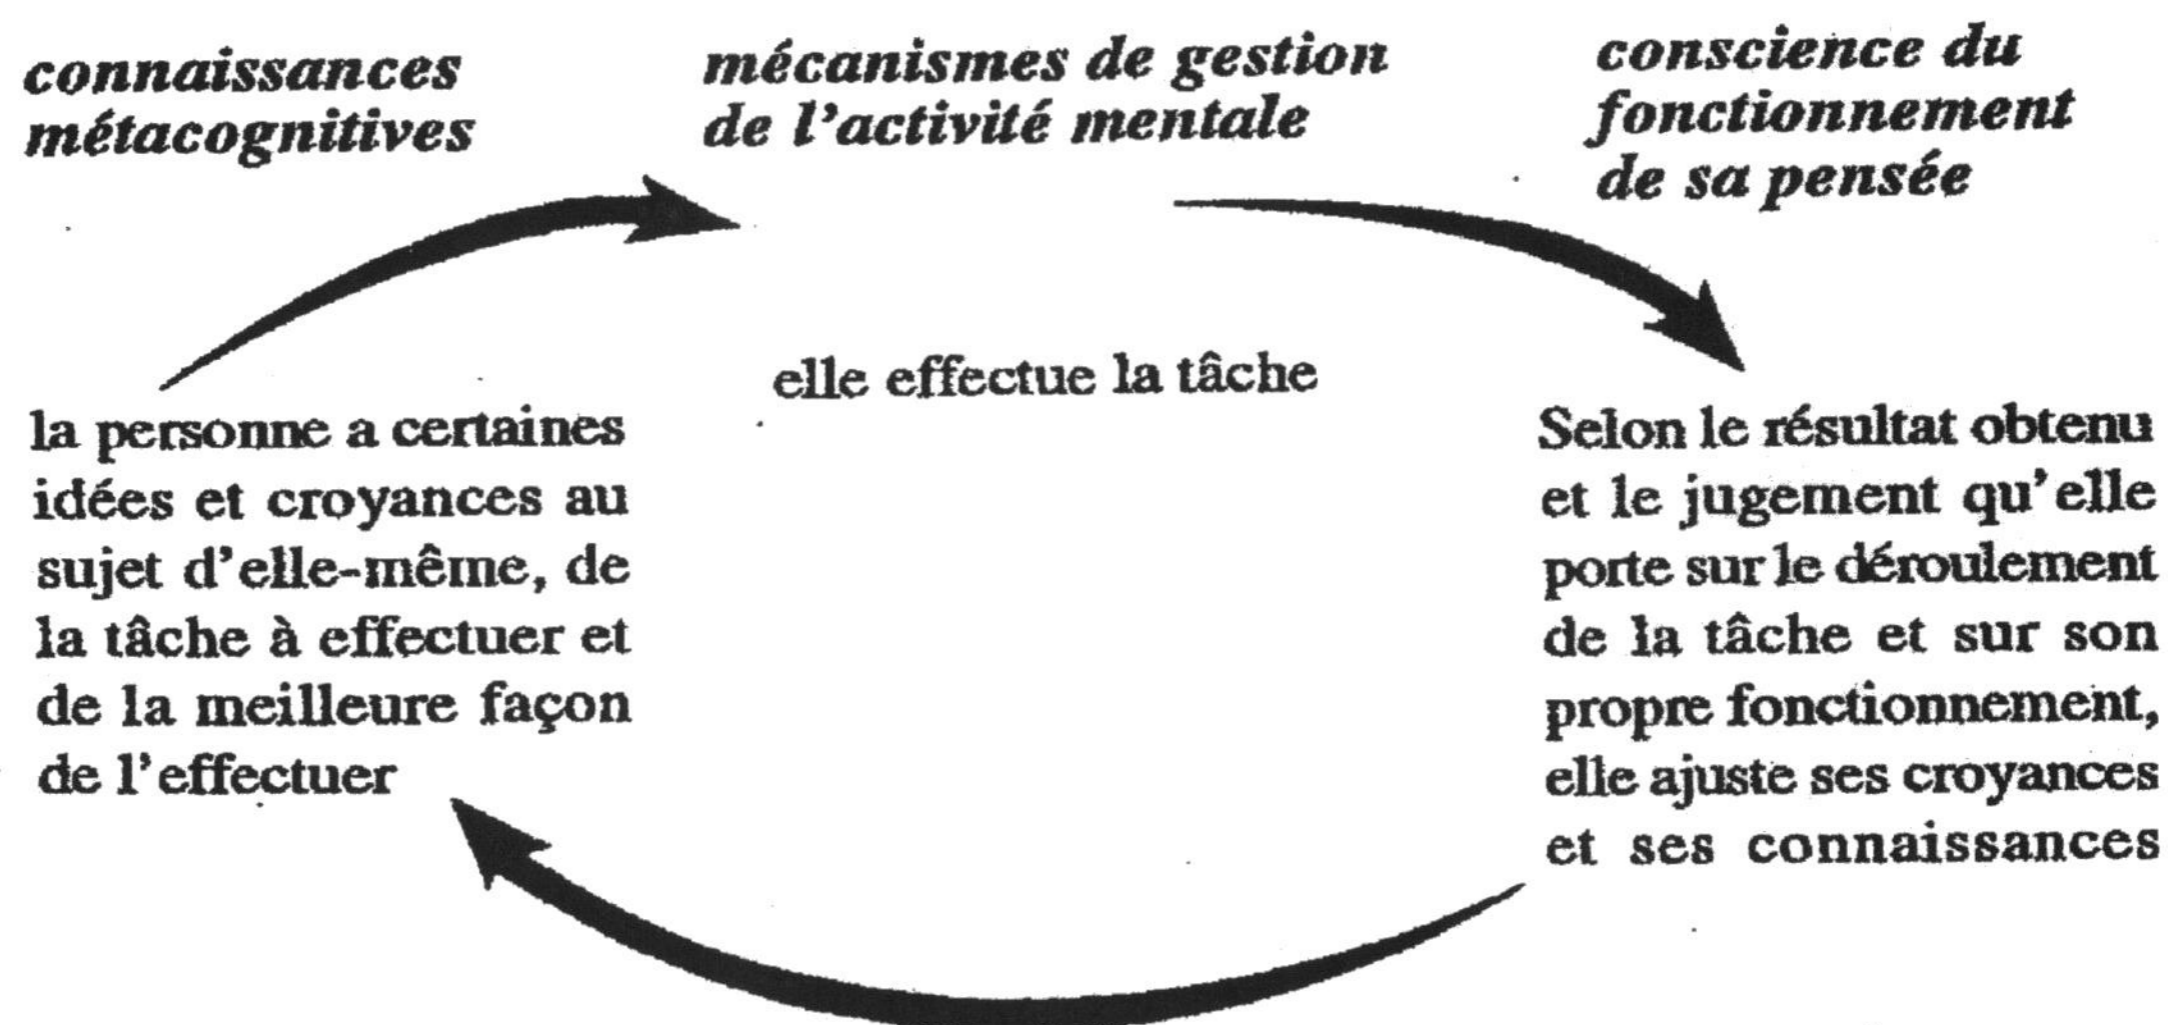 connaissances
métacognitives
mécanismes de gestion
de l'activité mentale
conscience du
fonctionnement
de sa pensée
elle effectue la tâche
la personne a certaines
idées et croyances au
sujet d'elle-même, de
la tâche à effectuer et
de la meilleure façon
de l'effectuer
Selon le résultat obtenu
et le jugement qu'elle
porte sur le déroulement
de la tâche et sur son
propre fonctionnement,
elle ajuste ses croyances
et ses connaissances